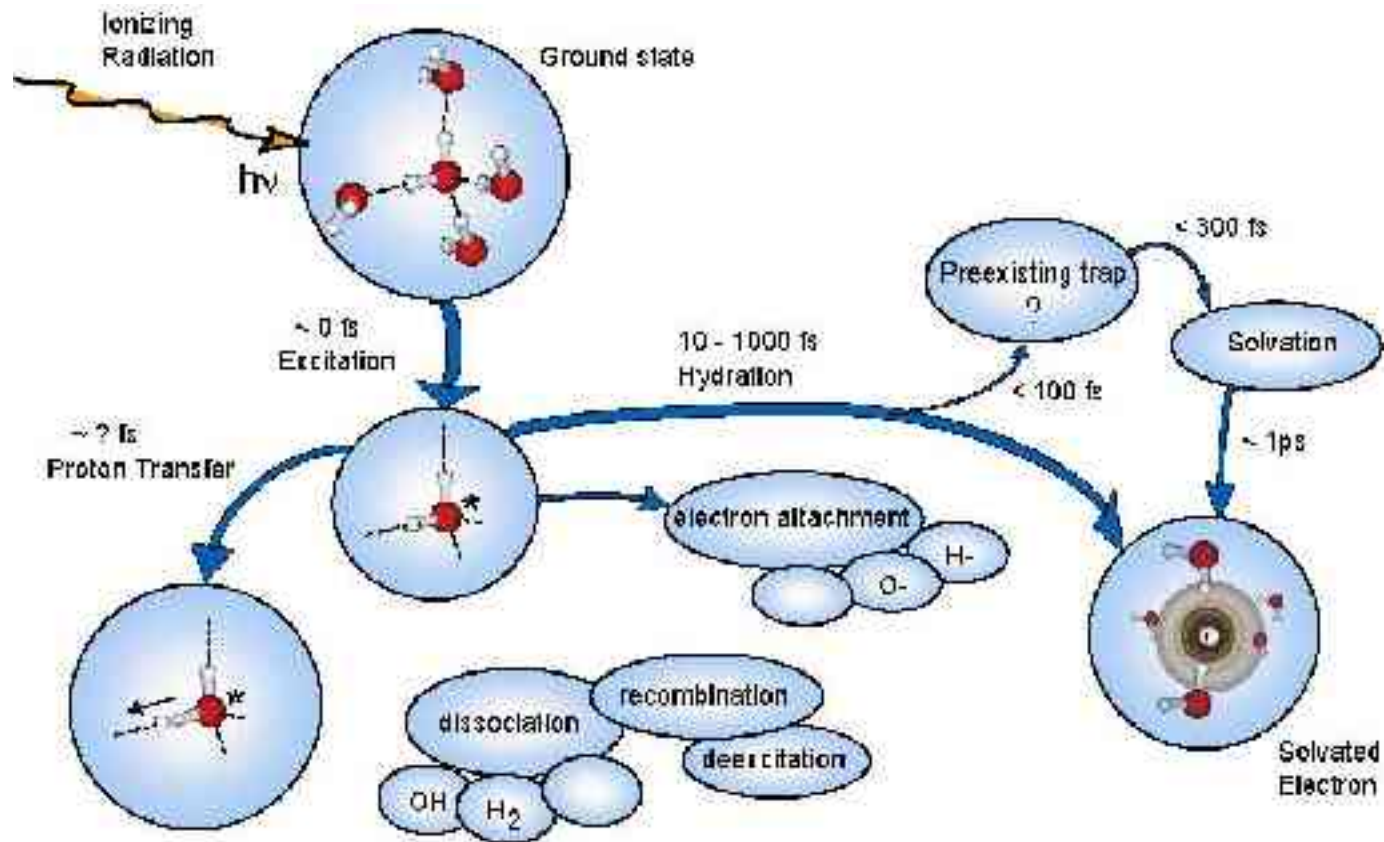 Ionizing
Radiation
hν
Ground state
~ 0 fs
Excitation
10 - 1000 fs
Hydration
Preexisting trap
?
< 300 fs
Solvation
< 100 fs
~ 1ps
~ ? fs
Proton Transfer
*
electron attachment
H-
O-
*
recombination
dissociation
deexcitation
OH
H2
Solvated
Electron